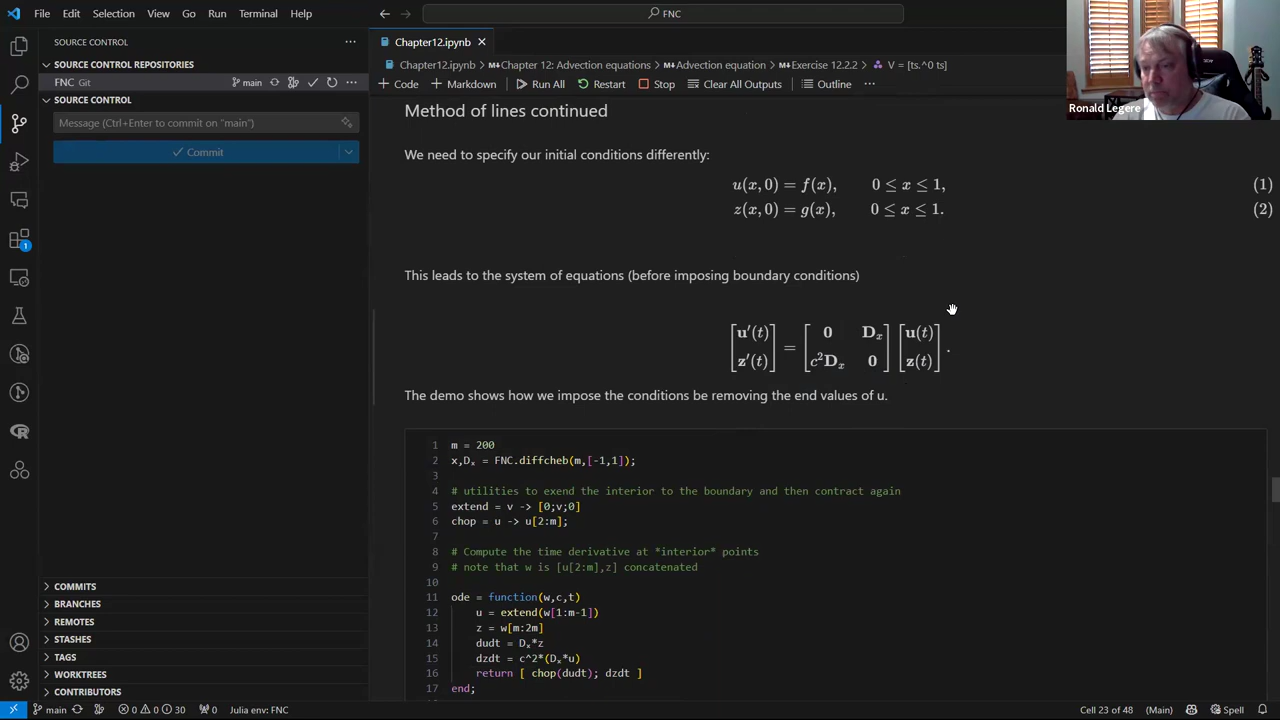 File Edit Selection View Go Run Terminal Help
FNC
SOURCE CONTROL
SOURCE CONTROL REPOSITORIES
FNC Git main
SOURCE CONTROL
Message (Ctrl+Enter to commit on "main")
Commit
1
COMMITS
BRANCHES
REMOTES
STASHES
TAGS
WORKTREES
CONTRIBUTORS
Chapter12.ipynb
Chapter12.ipynb > M↓Chapter 12: Advection equations > M↓Advection equation > M↓Exercise 12.2.2 > V = [ts.^0 ts]
+ Code + Markdown Run All Restart Stop Clear All Outputs Outline ...
Ronald Legere
Method of lines continued
We need to specify our initial conditions differently:
u(x, 0) = f(x), 0 ≤ x ≤ 1, (1)
z(x, 0) = g(x), 0 ≤ x ≤ 1. (2)
This leads to the system of equations (before imposing boundary conditions)
[u′(t) z′(t)] = [0 Dₓ c²Dₓ 0] [u(t) z(t)].
The demo shows how we impose the conditions be removing the end values of u.
1 m = 200
2 x,Dₓ = FNC.diffcheb(m,[-1,1]);
3
4 # utilities to exend the interior to the boundary and then contract again
5 extend = v -> [0;v;0]
6 chop = u -> u[2:m];
7
8 # Compute the time derivative at *interior* points
9 # note that w is [u[2:m],z] concatenated
10
11 ode = function(w,c,t)
12 u = extend(w[1:m-1])
13 z = w[m:2m]
14 dudt = Dₓ*z
15 dzdt = c^2*(Dₓ*u)
16 return [ chop(dudt); dzdt ]
17 end;
main 0 0 30 0 Julia env: FNC Cell 23 of 48 (Main) Spell